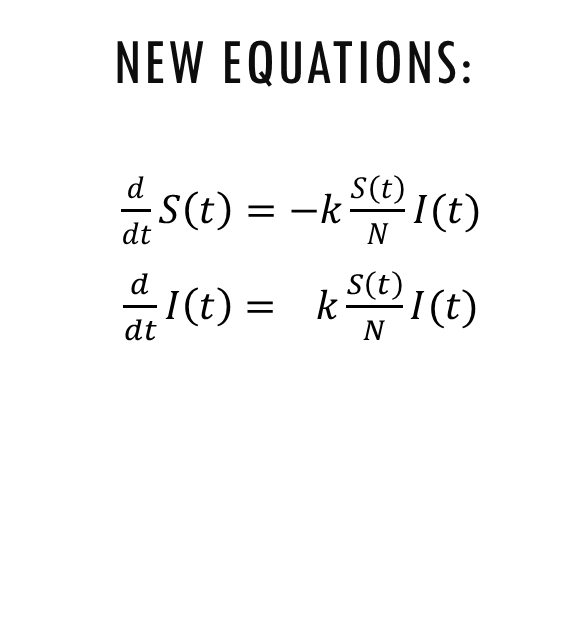 NEW EQUATIONS:
d/dt S(t) = −k S(t)/N I(t)
d/dt I(t) = k S(t)/N I(t)